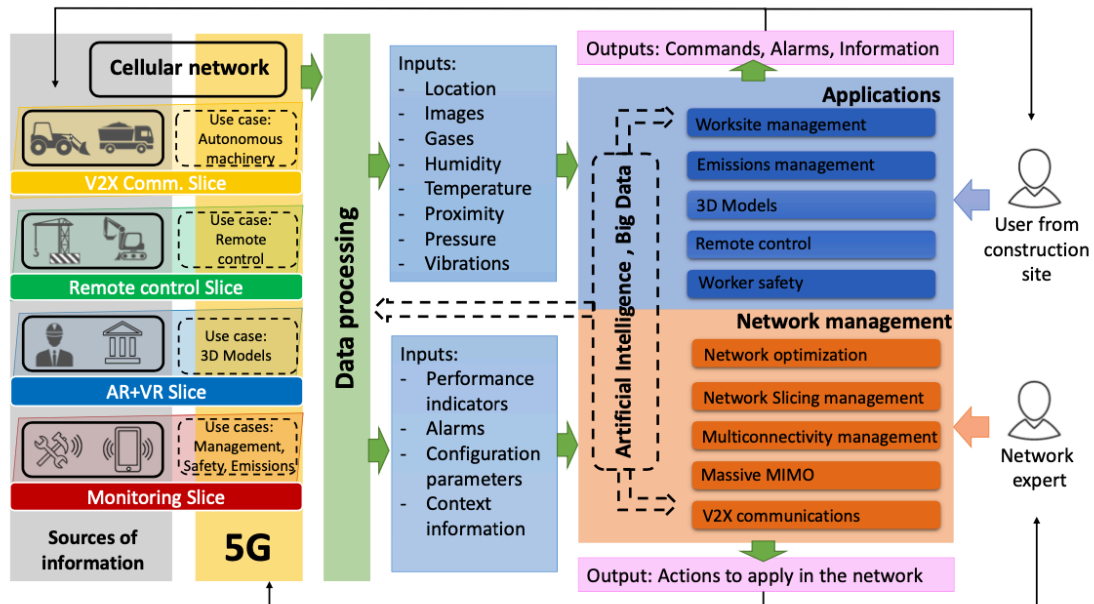 Cellular network
Use case:
Autonomous
machinery
V2X Comm. Slice
Use case:
Remote
control
Remote control Slice
Use case:
3D Models
AR+VR Slice
Use cases:
Management,
Safety, Emissions
Monitoring Slice
Sources of
information
5G
Data processing
Inputs:
- Location
- Images
- Gases
- Humidity
- Temperature
- Proximity
- Pressure
- Vibrations
Inputs:
- Performance
indicators
- Alarms
- Configuration
parameters
- Context
information
Outputs: Commands, Alarms, Information
Artificial Intelligence , Big Data
Applications
Worksite management
Emissions management
3D Models
Remote control
Worker safety
Network management
Network optimization
Network Slicing management
Multiconnectivity management
Massive MIMO
V2X communications
Output: Actions to apply in the network
User from
construction
site
Network
expert